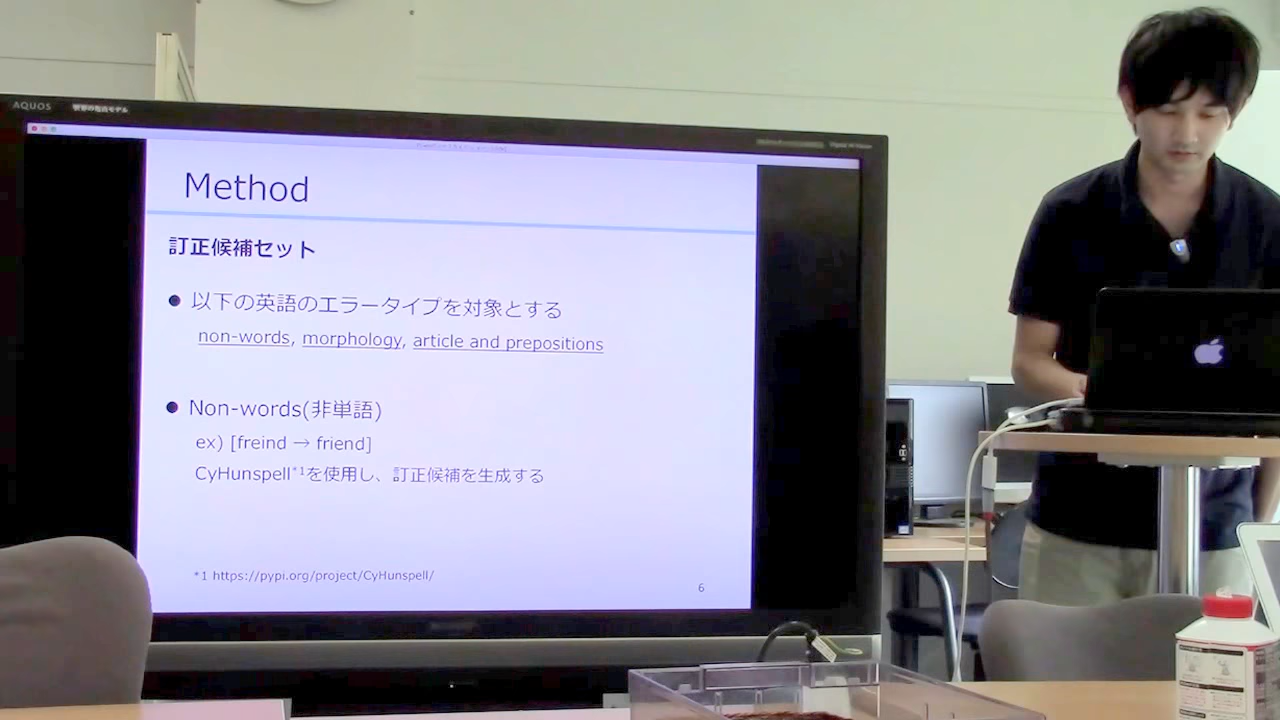 AQUOS
Method
訂正候補セット
● 以下の英語のエラータイプを対象とする
non-words, morphology, article and prepositions
● Non-words(非単語)
ex) [freind → friend]
CyHunspell*1を使用し、訂正候補を生成する
*1 https://pypi.org/project/CyHunspell/
6